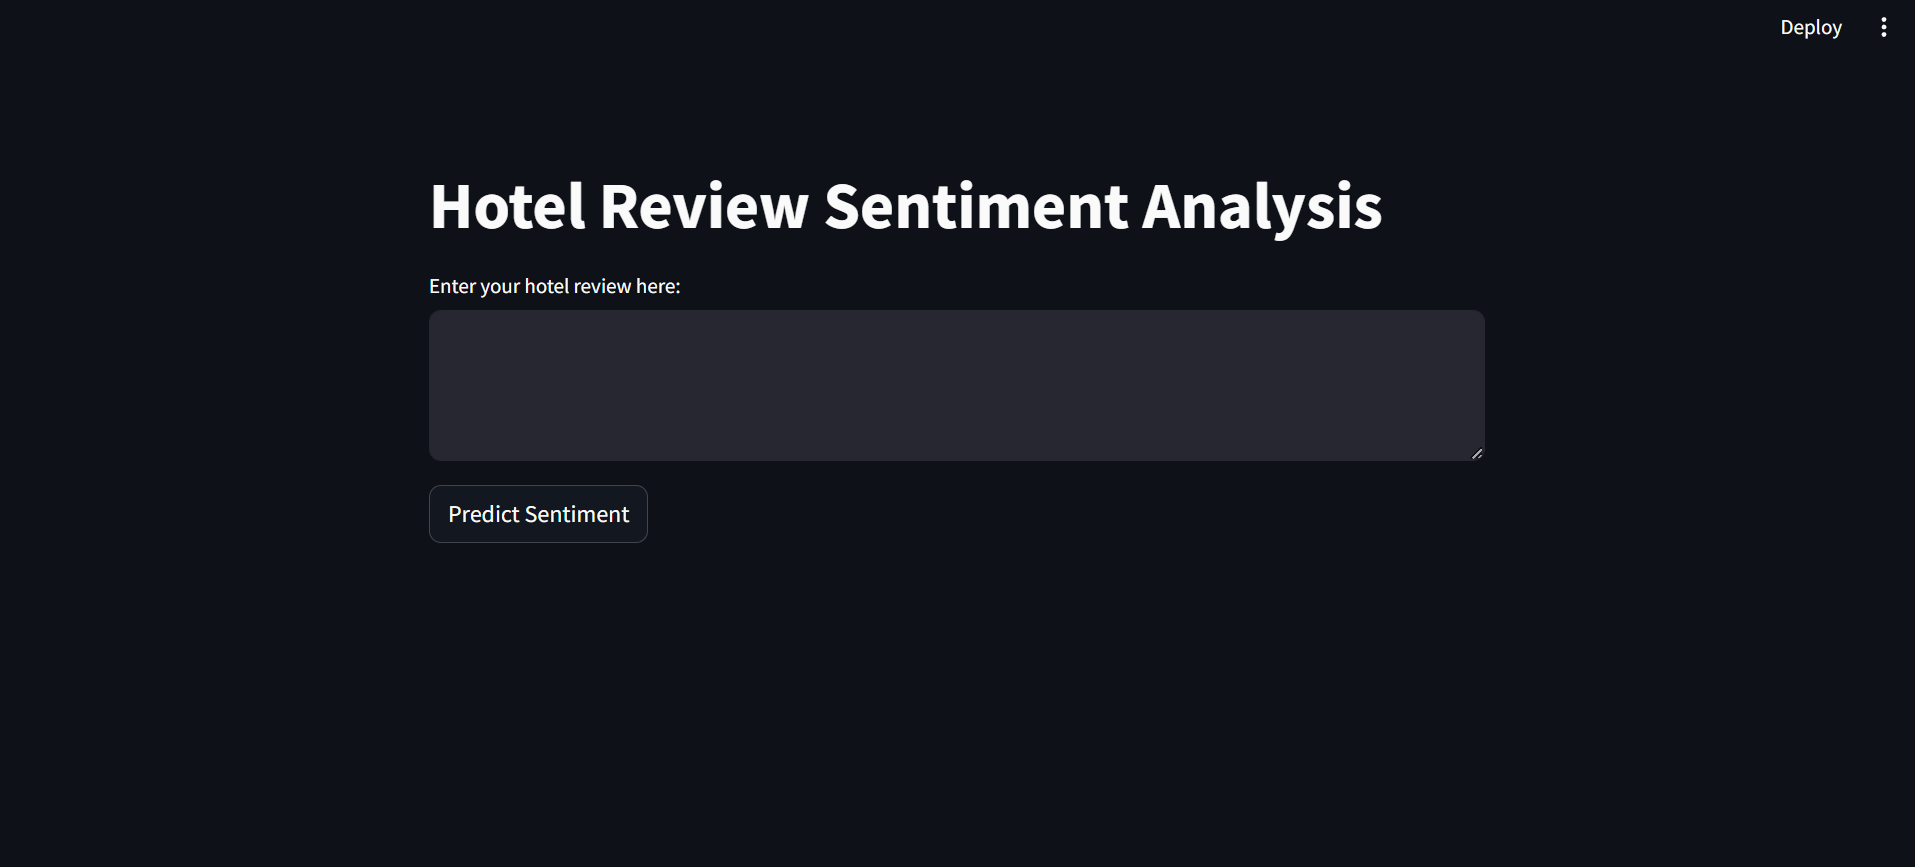 Deploy
Hotel Review Sentiment Analysis
Enter your hotel review here:
Predict Sentiment